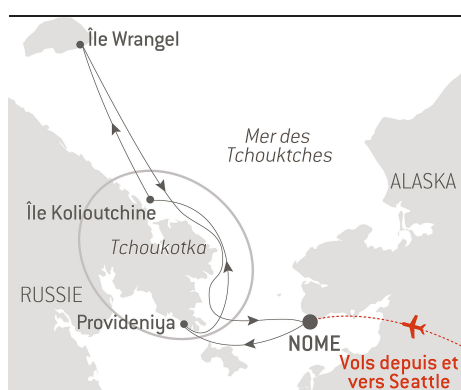 Île Wrangel
Mer des
Tchouktches
ALASKA
Île Kolioutchine
Tchoukotka
RUSSIE
Provideniya
NOME
Vols depuis et
vers Seattle